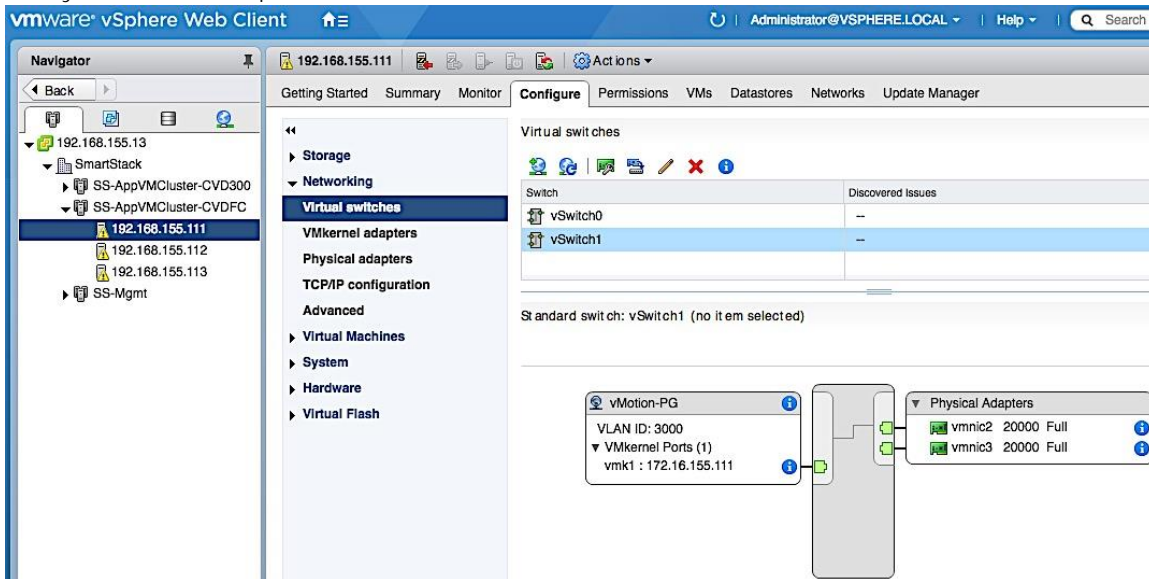 vmware® vSphere Web Client
Administrator@VSPHERE.LOCAL
Help
Search
Navigator
192.168.155.111
Actions
Back
Getting Started Summary Monitor Configure Permissions VMs Datastores Networks Update Manager
192.168.155.13
SmartStack
SS-AppVMCluster-CVD300
SS-AppVMCluster-CVDFC
192.168.155.111
192.168.155.112
192.168.155.113
SS-Mgmt
Storage
Networking
Virtual switches
VMkernel adapters
Physical adapters
TCP/IP configuration
Advanced
Virtual Machines
System
Hardware
Virtual Flash
Virtual switches
Switch Discovered Issues
vSwitch0 --
vSwitch1 --
Standard switch: vSwitch1 (no item selected)
vMotion-PG
VLAN ID: 3000
VMkernel Ports (1)
vmk1 : 172.16.155.111
Physical Adapters
vmnic2 20000 Full
vmnic3 20000 Full